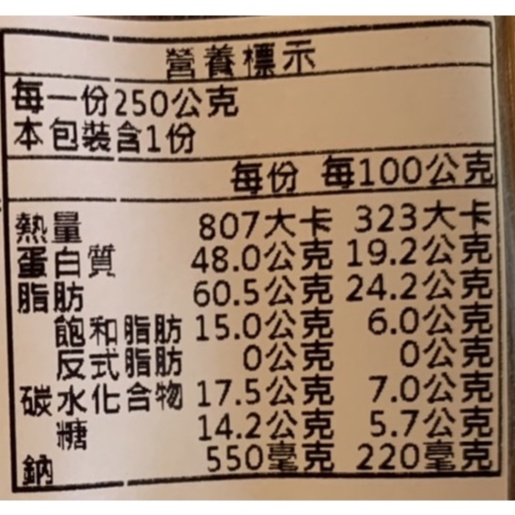 營養標示
每一份250公克
本包裝含1份
每份 每100公克
熱量 807大卡 323大卡
蛋白質 48.0公克 19.2公克
脂肪 60.5公克 24.2公克
飽和脂肪 15.0公克 6.0公克
反式脂肪 0公克 0公克
碳水化合物 17.5公克 7.0公克
糖 14.2公克 5.7公克
鈉 550毫克 220毫克